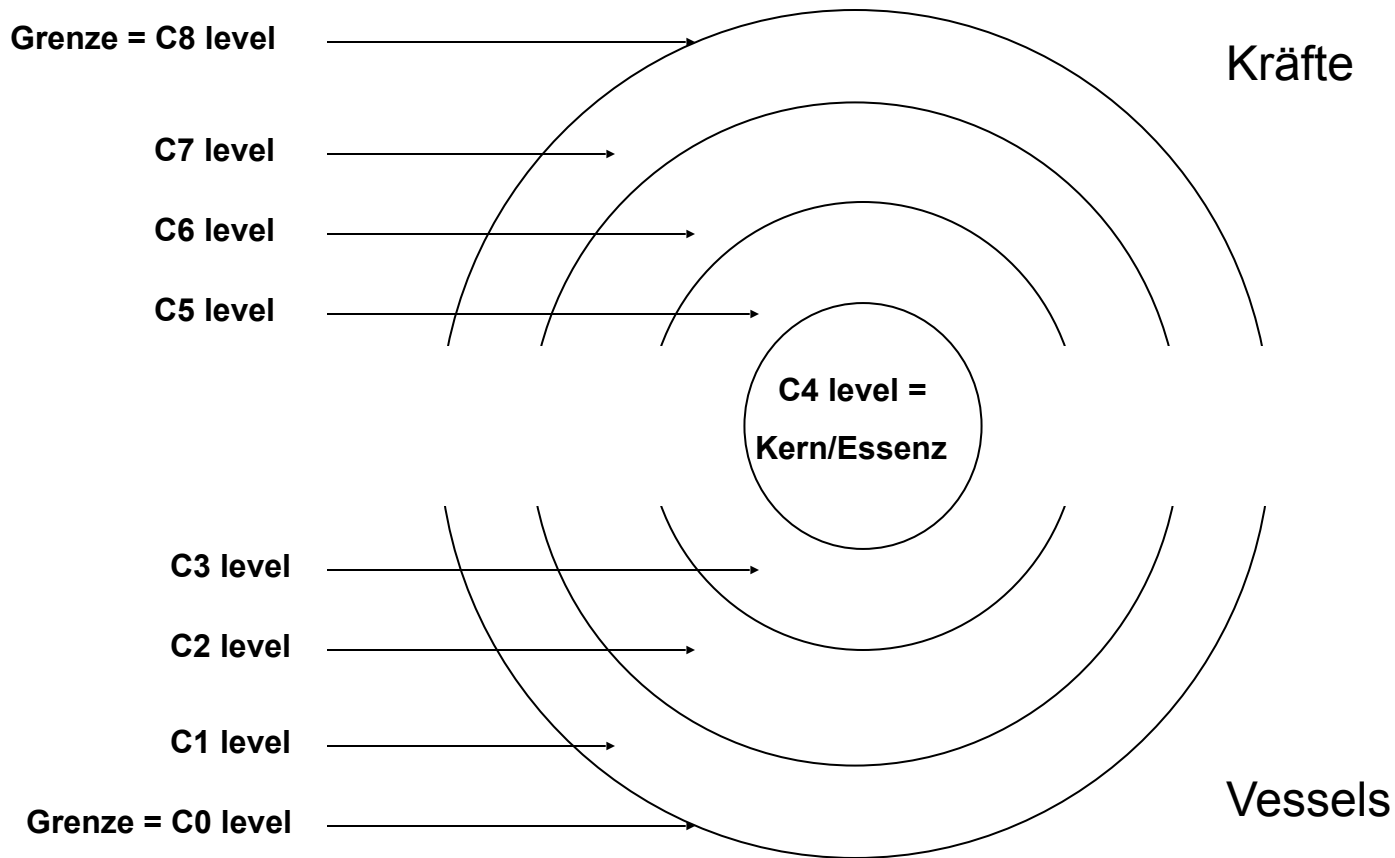 Grenze = C8 level
Kräfte
C7 level
C6 level
C5 level
C4 level =
Kern/Essenz
C3 level
C2 level
C1 level
Vessels
Grenze = C0 level